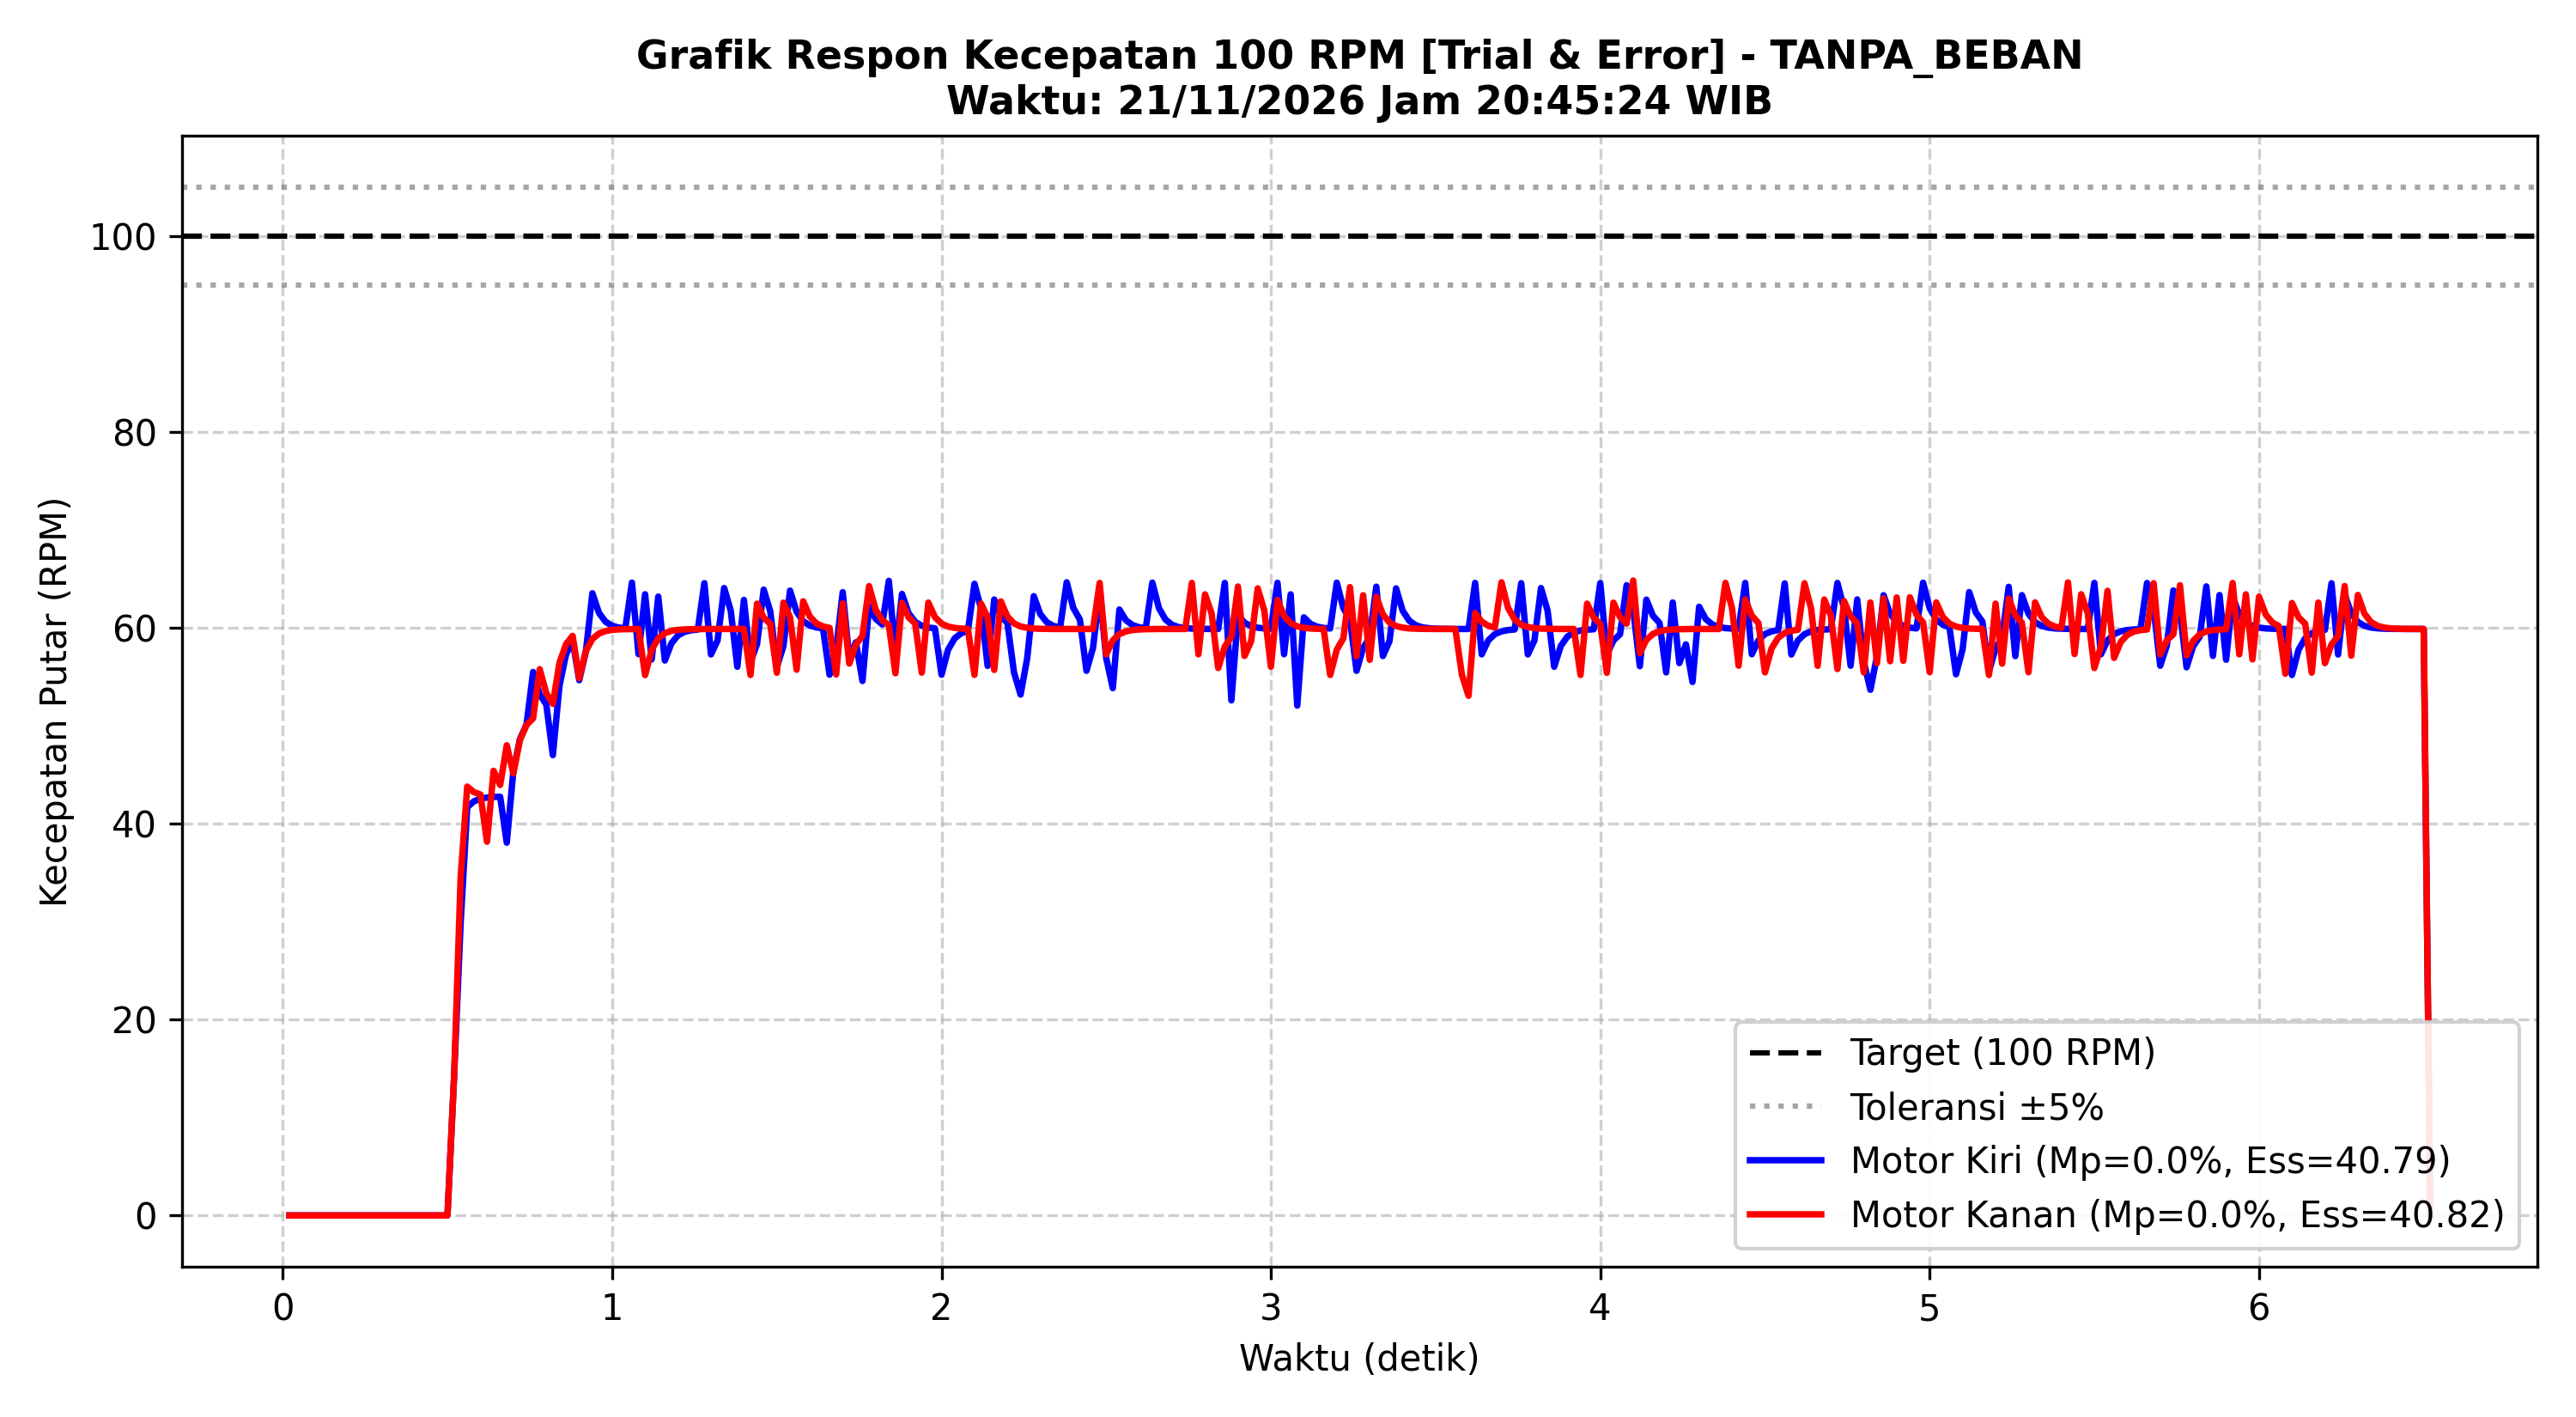 Grafik Respon Kecepatan 100 RPM [Trial & Error] - TANPA_BEBAN
Waktu: 21/11/2026 Jam 20:45:24 WIB
Kecepatan Putar (RPM)
100
80
60
40
20
0
Target (100 RPM)
Toleransi ±5%
Motor Kiri (Mp=0.0%, Ess=40.79)
Motor Kanan (Mp=0.0%, Ess=40.82)
0 1 2 3 4 5 6
Waktu (detik)